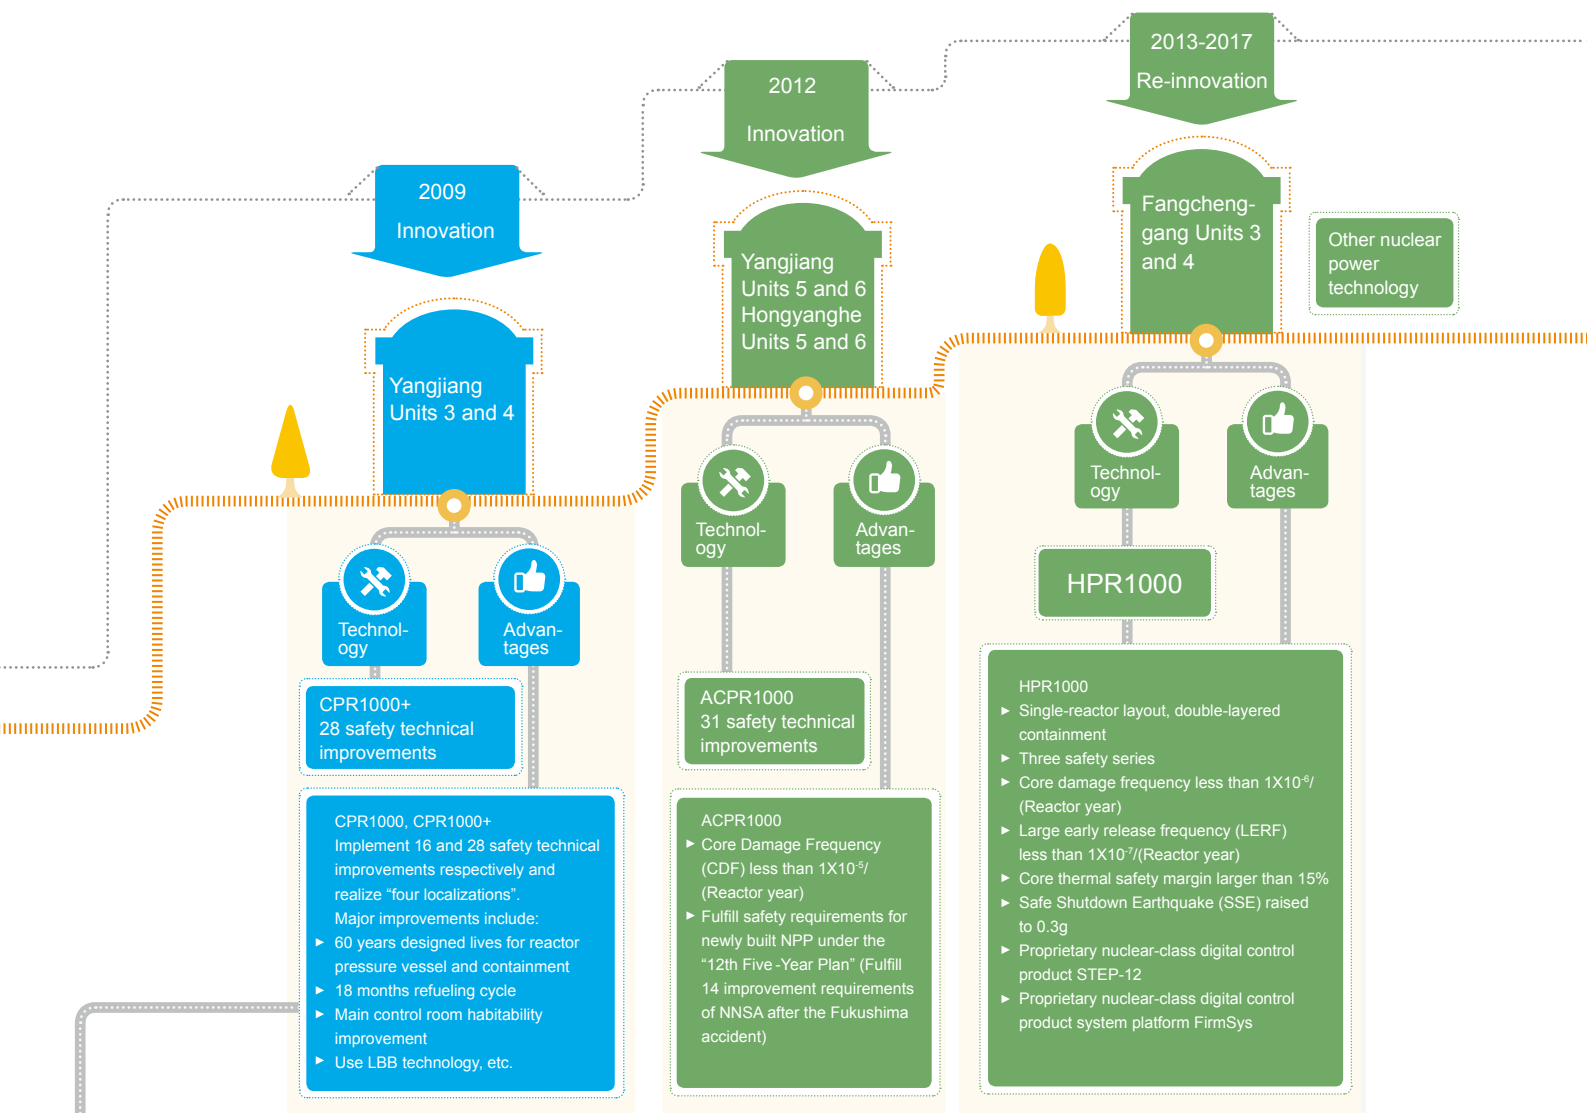 2009
Innovation
Yangjiang
Units 3 and 4
Technol-
ogy
Advan-
tages
CPR1000+
28 safety technical
improvements
CPR1000, CPR1000+
Implement 16 and 28 safety technical
improvements respectively and
realize “four localizations”.
Major improvements include:
► 60 years designed lives for reactor
pressure vessel and containment
► 18 months refueling cycle
► Main control room habitability
improvement
► Use LBB technology, etc.
2012
Innovation
Yangjiang
Units 5 and 6
Hongyanghe
Units 5 and 6
Technol-
ogy
Advan-
tages
ACPR1000
31 safety technical
improvements
ACPR1000
► Core Damage Frequency
(CDF) less than 1X10⁻⁵/
(Reactor year)
► Fulfill safety requirements for
newly built NPP under the
“12th Five -Year Plan” (Fulfill
14 improvement requirements
of NNSA after the Fukushima
accident)
2013-2017
Re-innovation
Fangcheng-
gang Units 3
and 4
Other nuclear
power
technology
Technol-
ogy
Advan-
tages
HPR1000
HPR1000
► Single-reactor layout, double-layered
containment
► Three safety series
► Core damage frequency less than 1X10⁻⁶/
(Reactor year)
► Large early release frequency (LERF)
less than 1X10⁻⁷/(Reactor year)
► Core thermal safety margin larger than 15%
► Safe Shutdown Earthquake (SSE) raised
to 0.3g
► Proprietary nuclear-class digital control
product STEP-12
► Proprietary nuclear-class digital control
product system platform FirmSys